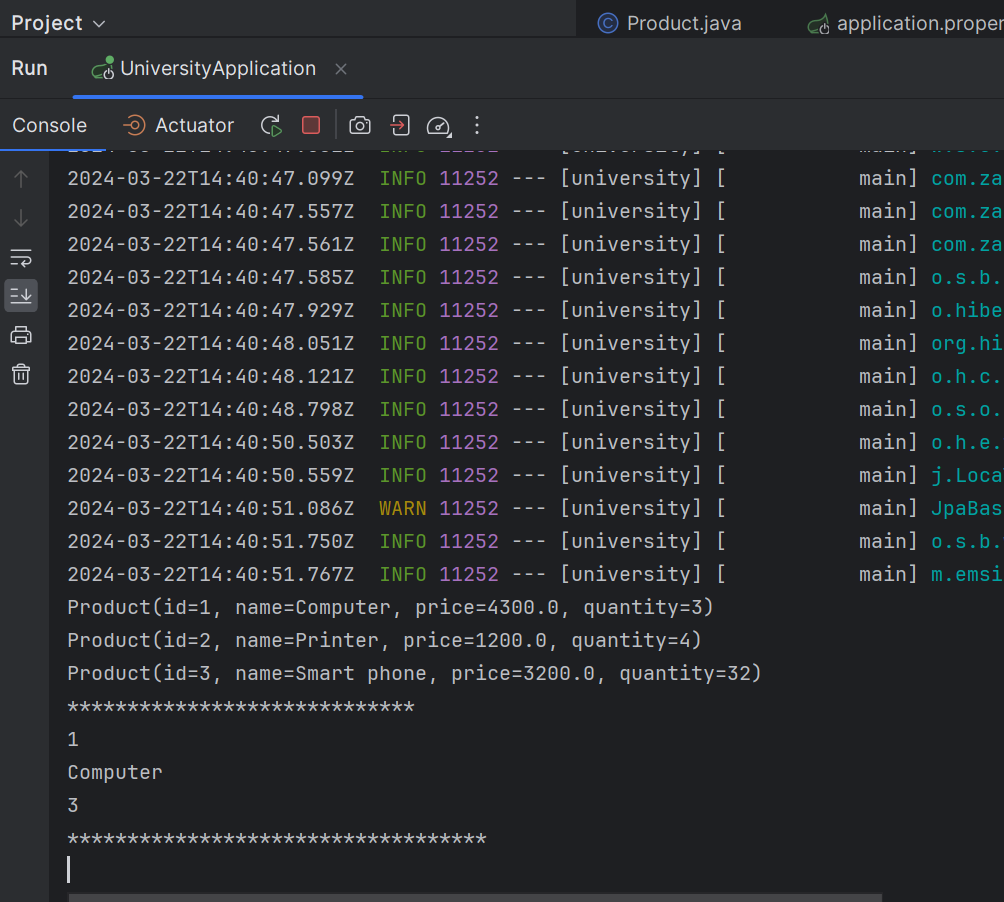 Project
Product.java
application.proper
Run
UniversityApplication
Console
Actuator
2024-03-22T14:40:47.099Z  INFO 11252 --- [university] [           main] com.za
2024-03-22T14:40:47.557Z  INFO 11252 --- [university] [           main] com.za
2024-03-22T14:40:47.561Z  INFO 11252 --- [university] [           main] com.za
2024-03-22T14:40:47.585Z  INFO 11252 --- [university] [           main] o.s.b.
2024-03-22T14:40:47.929Z  INFO 11252 --- [university] [           main] o.hibe
2024-03-22T14:40:48.051Z  INFO 11252 --- [university] [           main] org.hi
2024-03-22T14:40:48.121Z  INFO 11252 --- [university] [           main] o.h.c.
2024-03-22T14:40:48.798Z  INFO 11252 --- [university] [           main] o.s.o.
2024-03-22T14:40:50.503Z  INFO 11252 --- [university] [           main] o.h.e.
2024-03-22T14:40:50.559Z  INFO 11252 --- [university] [           main] j.Loca
2024-03-22T14:40:51.086Z  WARN 11252 --- [university] [           main] JpaBas
2024-03-22T14:40:51.750Z  INFO 11252 --- [university] [           main] o.s.b.
2024-03-22T14:40:51.767Z  INFO 11252 --- [university] [           main] m.emsi
Product(id=1, name=Computer, price=4300.0, quantity=3)
Product(id=2, name=Printer, price=1200.0, quantity=4)
Product(id=3, name=Smart phone, price=3200.0, quantity=32)
*****************************
1
Computer
3
***********************************